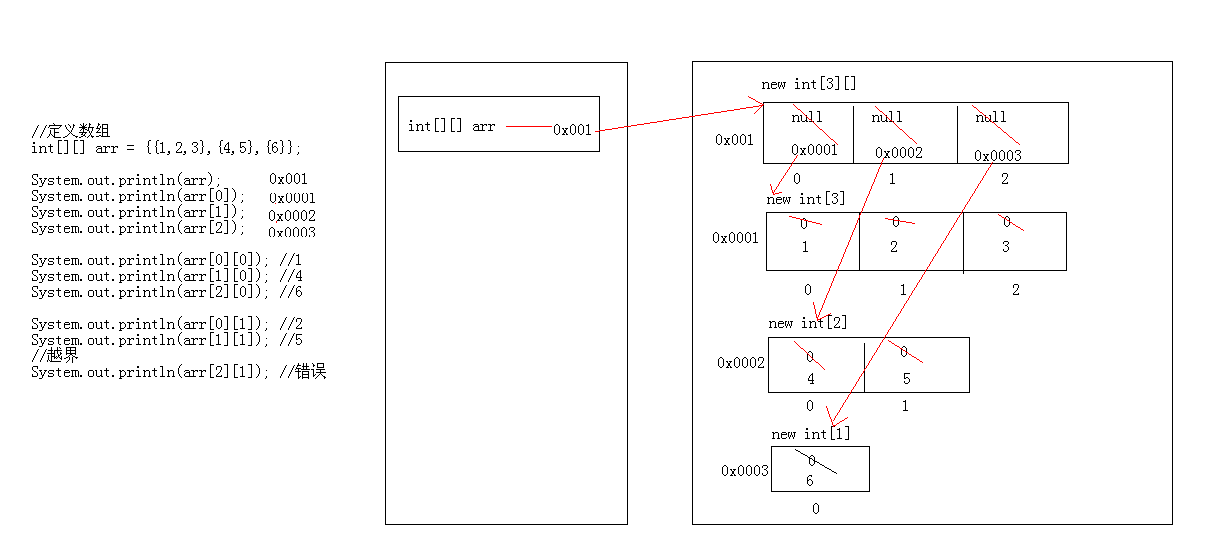 //定义数组
int[][] arr = {{1,2,3},{4,5},{6}};
System.out.println(arr); 0x001
System.out.println(arr[0]); 0x0001
System.out.println(arr[1]); 0x0002
System.out.println(arr[2]); 0x0003
System.out.println(arr[0][0]); //1
System.out.println(arr[1][0]); //4
System.out.println(arr[2][0]); //6
System.out.println(arr[0][1]); //2
System.out.println(arr[1][1]); //5
//越界
System.out.println(arr[2][1]); //错误
int[][] arr 0x001
new int[3][]
null null null
0x001
0x0001 0x0002 0x0003
0 1 2
new int[3]
0 0 0
0x0001
1 2 3
0 1 2
new int[2]
0 0
0x0002
4 5
0 1
new int[1]
0
0x0003
6
0